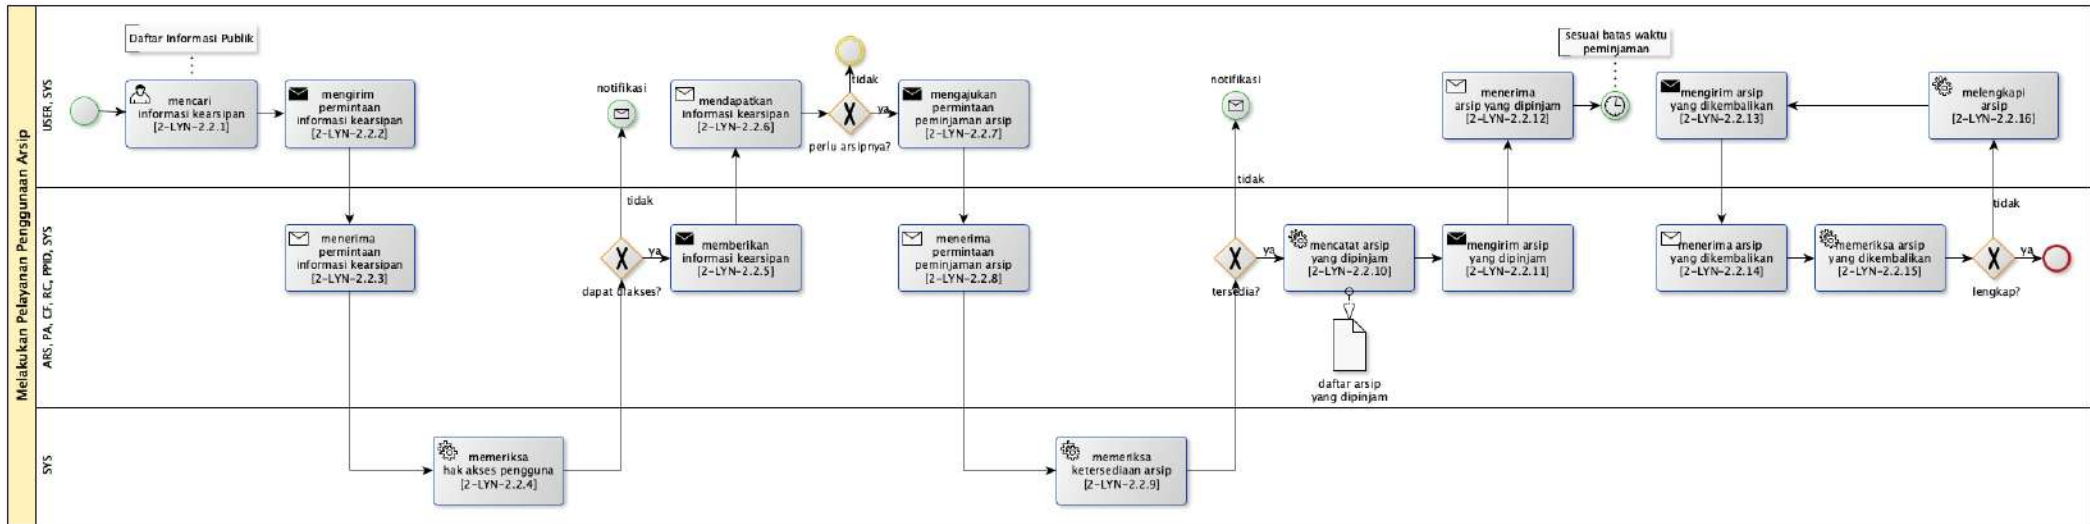 Melakukan Pelayanan Penggunaan Arsip
USER, SYS
Daftar Informasi Publik
mencari
informasi kearsipan
[2-LYN-2.2.1]
mengirim
permintaan
informasi kearsipan
[2-LYN-2.2.2]
notifikasi
mendapatkan
informasi kearsipan
[2-LYN-2.2.6]
tidak
ya
perlu arsipnya?
mengajukan
permintaan
peminjaman arsip
[2-LYN-2.2.7]
notifikasi
tidak
menerima
arsip yang dipinjam
[2-LYN-2.2.12]
sesuai batas waktu
peminjaman
mengirim arsip
yang dikembalikan
[2-LYN-2.2.13]
melengkapi
arsip
[2-LYN-2.2.16]
ARS, PA, CF, RC, PPID, SYS
menerima
permintaan
informasi kearsipan
[2-LYN-2.2.3]
tidak
ya
dapat diakses?
memberikan
informasi kearsipan
[2-LYN-2.2.5]
menerima
permintaan
peminjaman arsip
[2-LYN-2.2.8]
ya
tersedia?
mencatat arsip
yang dipinjam
[2-LYN-2.2.10]
daftar arsip
yang dipinjam
mengirim arsip
yang dipinjam
[2-LYN-2.2.11]
menerima arsip
yang dikembalikan
[2-LYN-2.2.14]
memeriksa arsip
yang dikembalikan
[2-LYN-2.2.15]
tidak
ya
lengkap?
SYS
memeriksa
hak akses pengguna
[2-LYN-2.2.4]
memeriksa
ketersediaan arsip
[2-LYN-2.2.9]